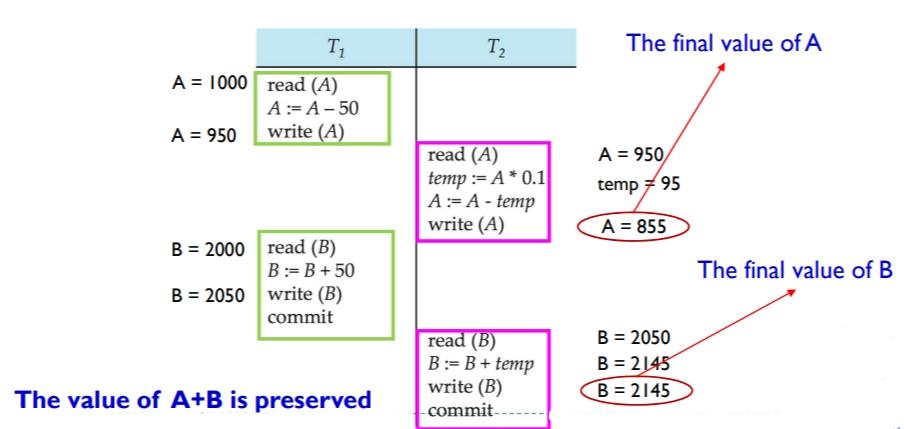 T1 T2 The final value of A
A = 1000 read (A)
A := A – 50
A = 950 write (A)
read (A) A = 950
temp := A * 0.1 temp = 95
A := A - temp
write (A) A = 855
B = 2000 read (B)
B := B + 50 The final value of B
B = 2050 write (B)
commit
read (B) B = 2050
B := B + temp B = 2145
write (B) B = 2145
The value of A+B is preserved
commit